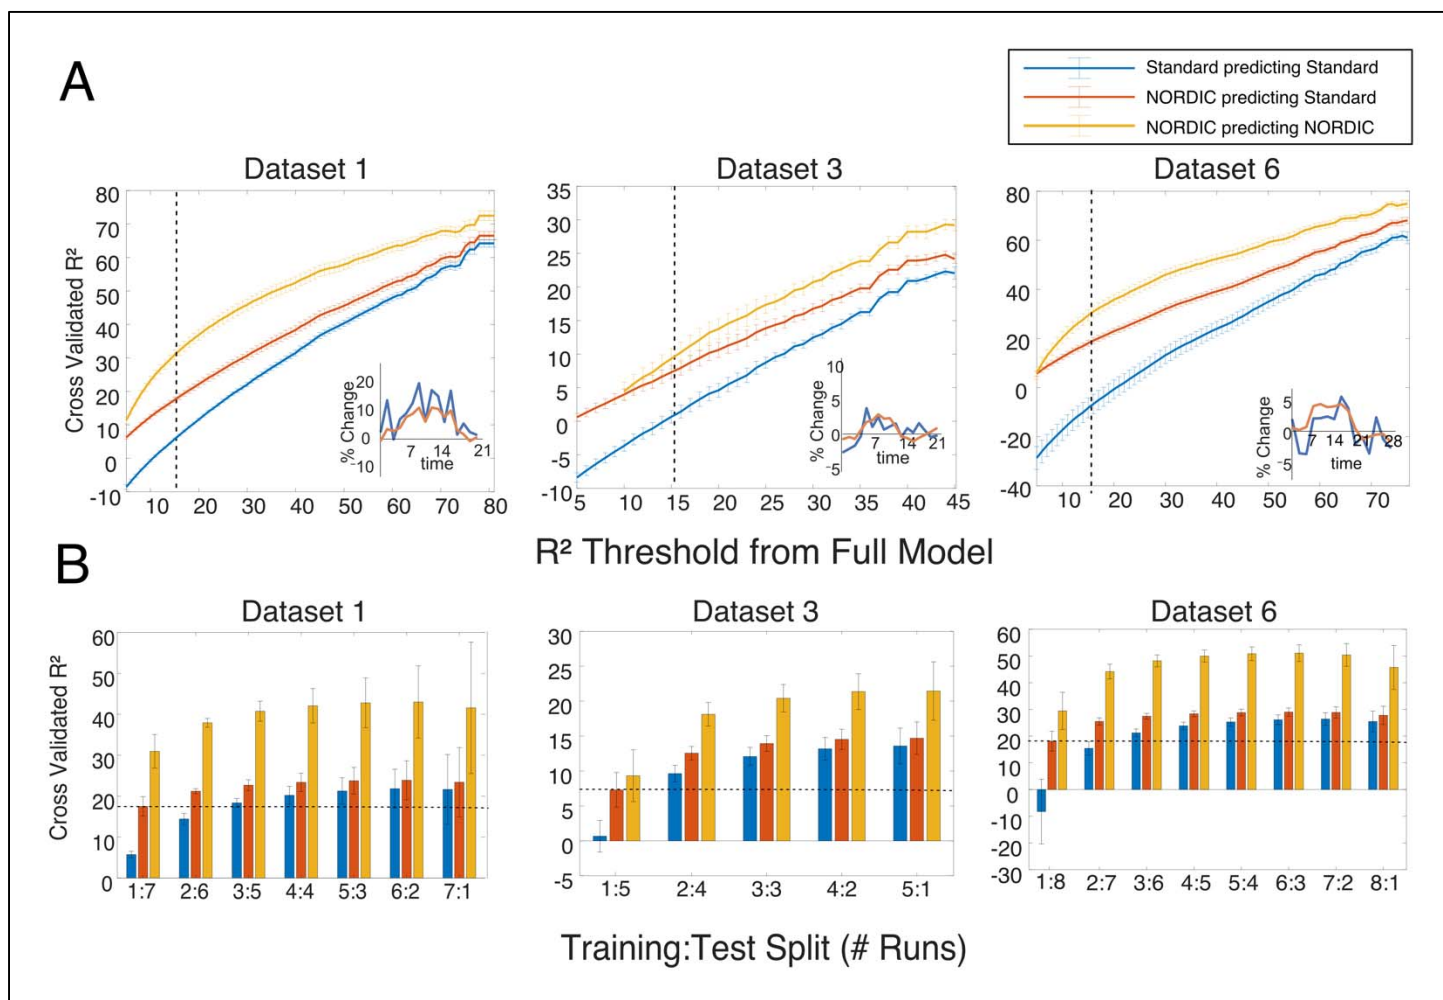 A
Standard predicting Standard
NORDIC predicting Standard
NORDIC predicting NORDIC
Dataset 1
Dataset 3
Dataset 6
Cross Validated R²
80
70
60
50
40
30
20
10
0
-10
10 20 30 40 50 60 70 80
% Change
20
10
0
-10
7 14 21
time
35
30
25
20
15
10
5
0
-5
-10
5 10 15 20 25 30 35 40 45
% Change
10
5
0
-5
7 14 21
time
80
60
40
20
0
-20
-40
10 20 30 40 50 60 70
% Change
5
0
-5
7 14 21 28
time
R² Threshold from Full Model
B
Dataset 1
Dataset 3
Dataset 6
Cross Validated R²
60
50
40
30
20
10
0
1:7 2:6 3:5 4:4 5:3 6:2 7:1
30
25
20
15
10
5
0
-5
1:5 2:4 3:3 4:2 5:1
60
50
40
30
20
10
0
-10
-20
-30
1:8 2:7 3:6 4:5 5:4 6:3 7:2 8:1
Training:Test Split (# Runs)